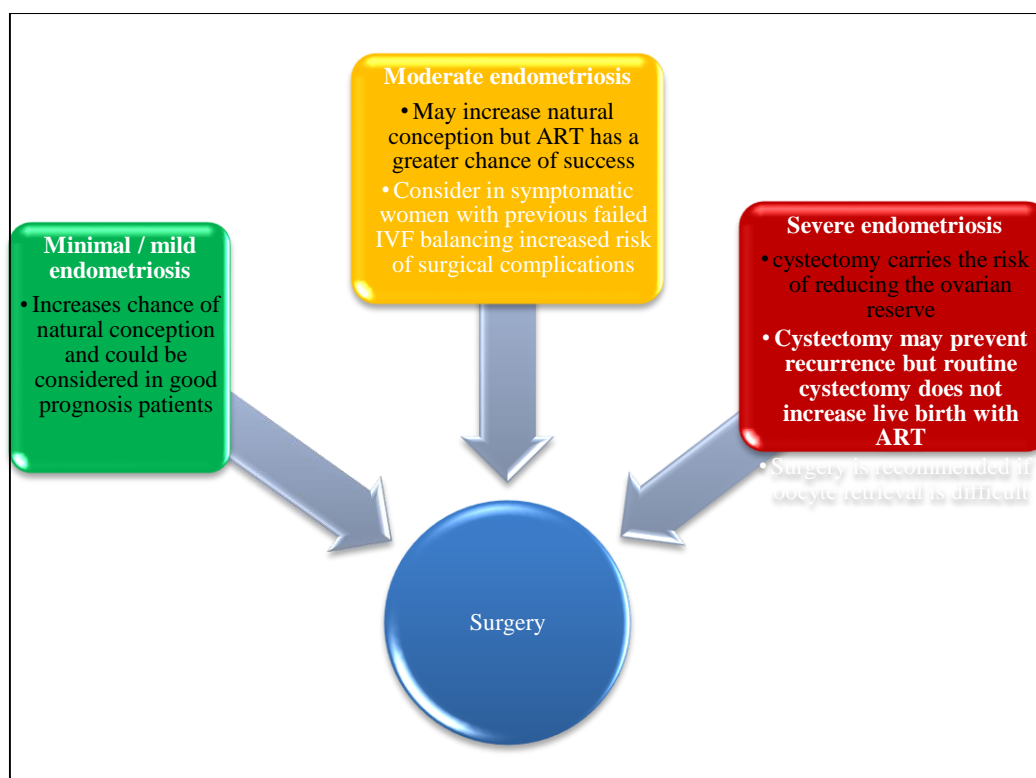 Minimal / mild
endometriosis
• Increases chance of
natural conception
and could be
considered in good
prognosis patients
Moderate endometriosis
• May increase natural
conception but ART has a
greater chance of success
• Consider in symptomatic
women with previous failed
IVF balancing increased risk
of surgical complications
Severe endometriosis
• cystectomy carries the risk
of reducing the ovarian
reserve
• Cystectomy may prevent
recurrence but routine
cystectomy does not
increase live birth with
ART
• Surgery is recommended if
oocyte retrieval is difficult
Surgery